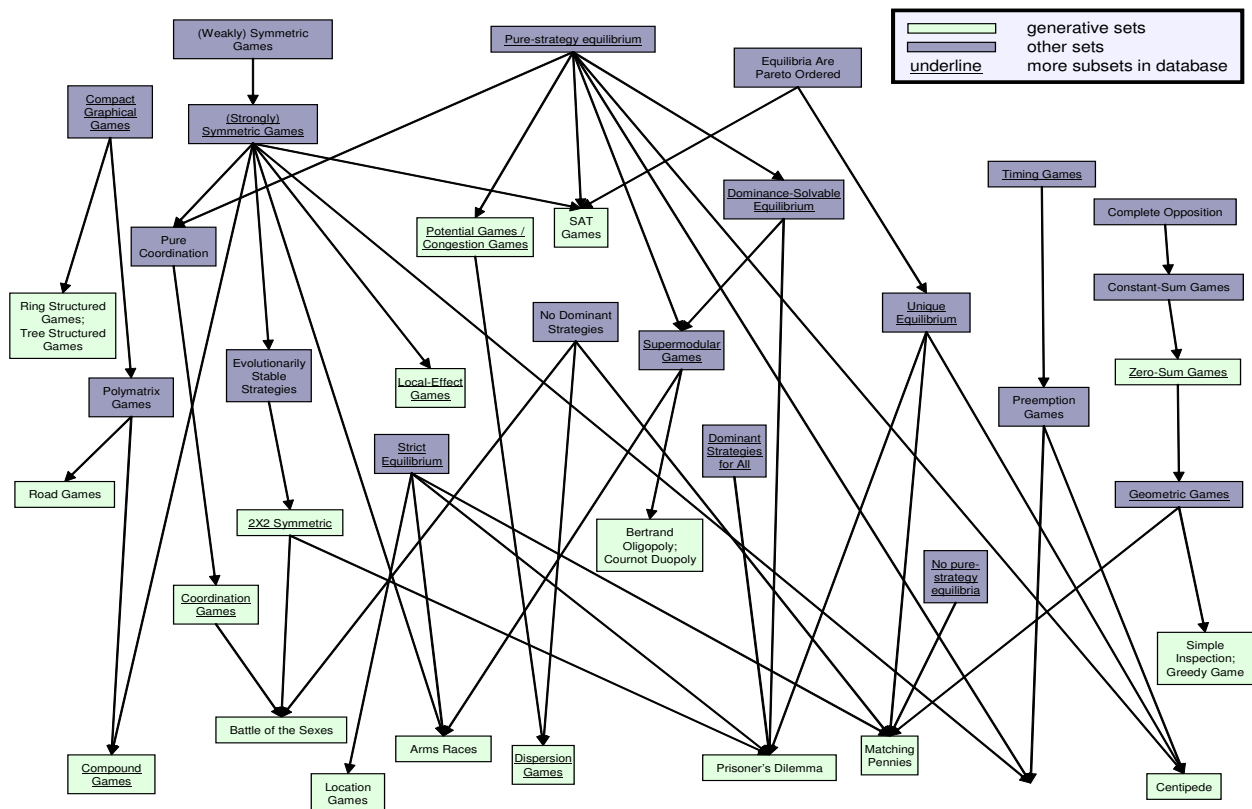 (Weakly) Symmetric
Games
Pure-strategy equilibrium
Equilibria Are
Pareto Ordered
generative sets
other sets
underline
more subsets in database
Compact
Graphical
Games
(Strongly)
Symmetric Games
Timing Games
Dominance-Solvable
Equilibrium
Complete Opposition
Pure
Coordination
Potential Games /
Congestion Games
SAT
Games
Ring Structured
Games;
Tree Structured
Games
No Dominant
Strategies
Supermodular
Games
Unique
Equilibrium
Constant-Sum Games
Polymatrix
Games
Evolutionarily
Stable
Strategies
Local-Effect
Games
Preemption
Games
Zero-Sum Games
Road Games
Strict
Equilibrium
Dominant
Strategies
for All
Geometric Games
2X2 Symmetric
Bertrand
Oligopoly;
Cournot Duopoly
No pure-
strategy
equilibria
Coordination
Games
Simple
Inspection;
Greedy Game
Battle of the Sexes
Arms Races
Matching
Pennies
Compound
Games
Location
Games
Dispersion
Games
Prisoner's Dilemma
Centipede